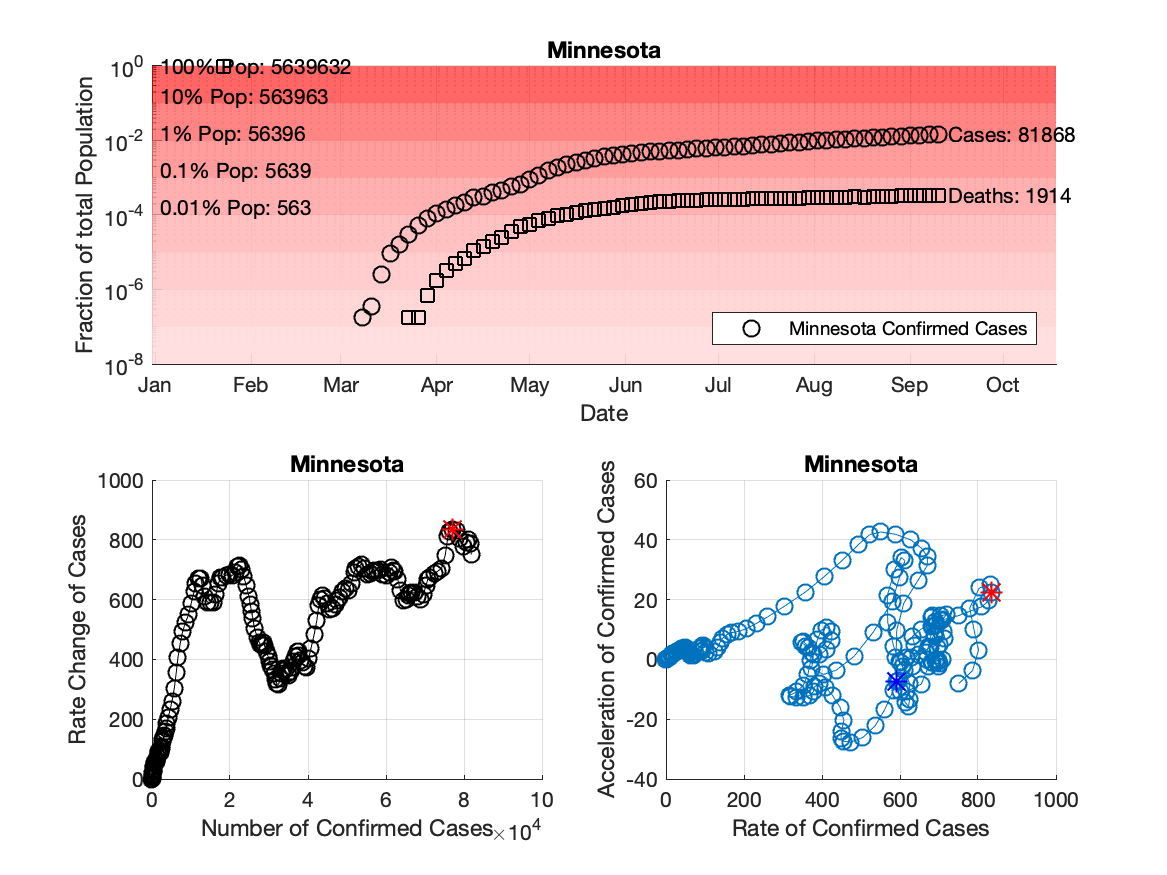 Minnesota
10^0
10^-2
10^-4
10^-6
10^-8
Fraction of total Population
100% Pop: 5639632
10% Pop: 563963
1% Pop: 56396
0.1% Pop: 5639
0.01% Pop: 563
Cases: 81868
Deaths: 1914
Minnesota Confirmed Cases
Jan Feb Mar Apr May Jun Jul Aug Sep Oct
Date
Minnesota
1000
800
600
400
200
0
Rate Change of Cases
0 2 4 6 8 10
Number of Confirmed Cases ×10^4
Minnesota
60
40
20
0
-20
-40
Acceleration of Confirmed Cases
0 200 400 600 800 1000
Rate of Confirmed Cases